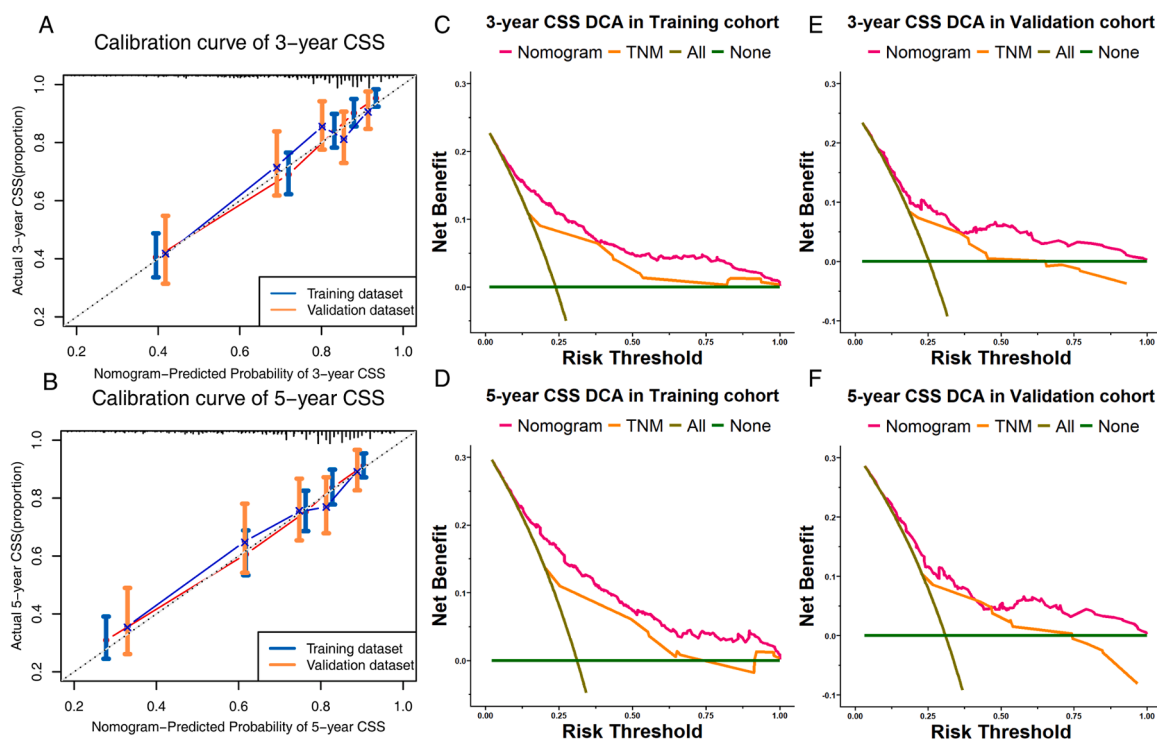 A
Calibration curve of 3−year CSS
Actual 3−year CSS(proportion)
1.0
0.8
0.6
0.4
0.2
Training dataset
Validation dataset
0.2 0.4 0.6 0.8 1.0
Nomogram−Predicted Probability of 3−year CSS
B
Calibration curve of 5−year CSS
Actual 5−year CSS(proportion)
1.0
0.8
0.6
0.4
0.2
Training dataset
Validation dataset
0.2 0.4 0.6 0.8 1.0
Nomogram−Predicted Probability of 5−year CSS
C
3−year CSS DCA in Training cohort
Nomogram TNM All None
Net Benefit
0.3
0.2
0.1
0.0
0.00 0.25 0.50 0.75 1.00
Risk Threshold
D
5−year CSS DCA in Training cohort
Nomogram TNM All None
Net Benefit
0.3
0.2
0.1
0.0
0.00 0.25 0.50 0.75 1.00
Risk Threshold
E
3−year CSS DCA in Validation cohort
Nomogram TNM All None
Net Benefit
0.3
0.2
0.1
0.0
-0.1
0.00 0.25 0.50 0.75 1.00
Risk Threshold
F
5−year CSS DCA in Validation cohort
Nomogram TNM All None
Net Benefit
0.3
0.2
0.1
0.0
-0.1
0.00 0.25 0.50 0.75 1.00
Risk Threshold